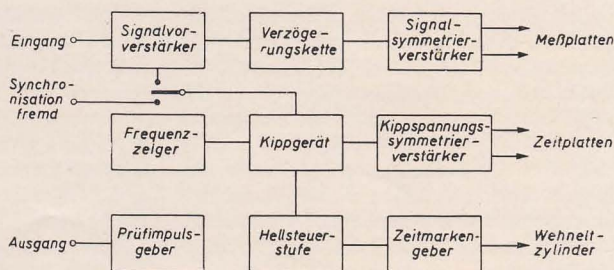 Eingang
Signalvor-
verstärker
Verzöge-
rungskette
Signal-
symmetrier-
verstärker
Meßplatten
Synchro-
nisation
fremd
Frequenz-
zeiger
Kippgerät
Kippspannungs-
symmetrier-
verstärker
Zeitplatten
Ausgang
Prüfimpuls-
geber
Hellsteuer-
stufe
Zeitmarken-
geber
Wehnelt-
zylinder